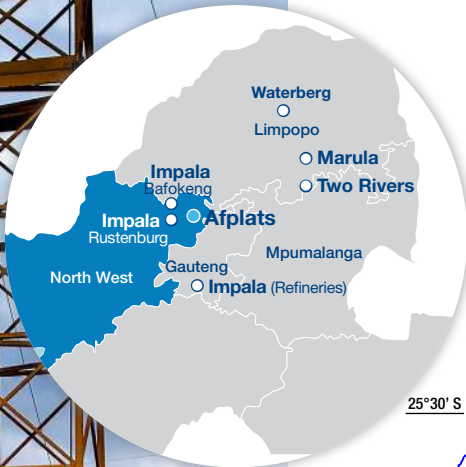 Waterberg
Limpopo
Marula
Impala
Bafokeng
Two Rivers
Impala
Rustenburg
Afplats
Mpumalanga
Gauteng
North West
Impala (Refineries)
25°30' S